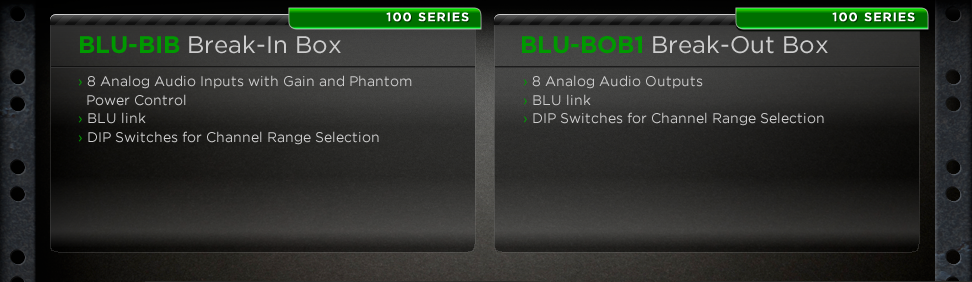 100 SERIES
BLU-BIB Break-In Box
› 8 Analog Audio Inputs with Gain and Phantom
Power Control
› BLU link
› DIP Switches for Channel Range Selection
100 SERIES
BLU-BOB1 Break-Out Box
› 8 Analog Audio Outputs
› BLU link
› DIP Switches for Channel Range Selection